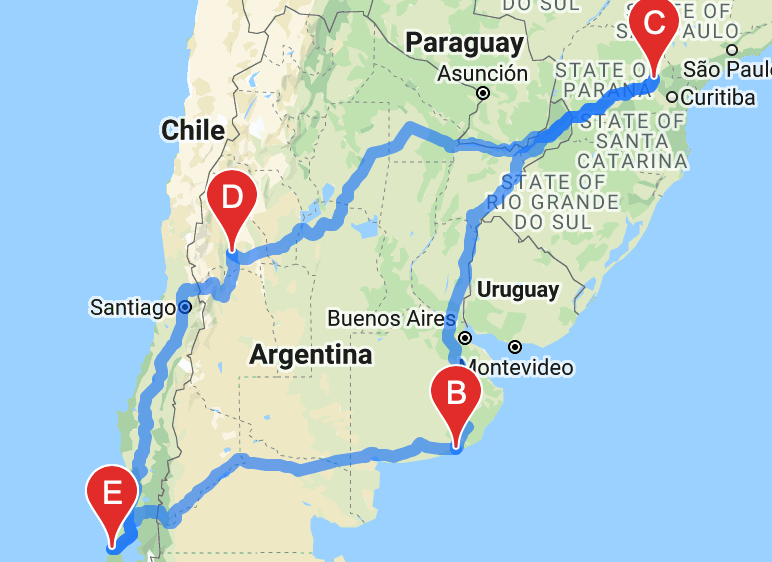 DO SUL
STATE OF
SÃO PAULO
C
Paraguay
Asunción
STATE OF
PARANÁ
São Paulo
Curitiba
Chile
STATE OF
SANTA
CATARINA
D
STATE OF
RIO GRANDE
DO SUL
Santiago
Uruguay
Buenos Aires
Argentina
Montevideo
B
E